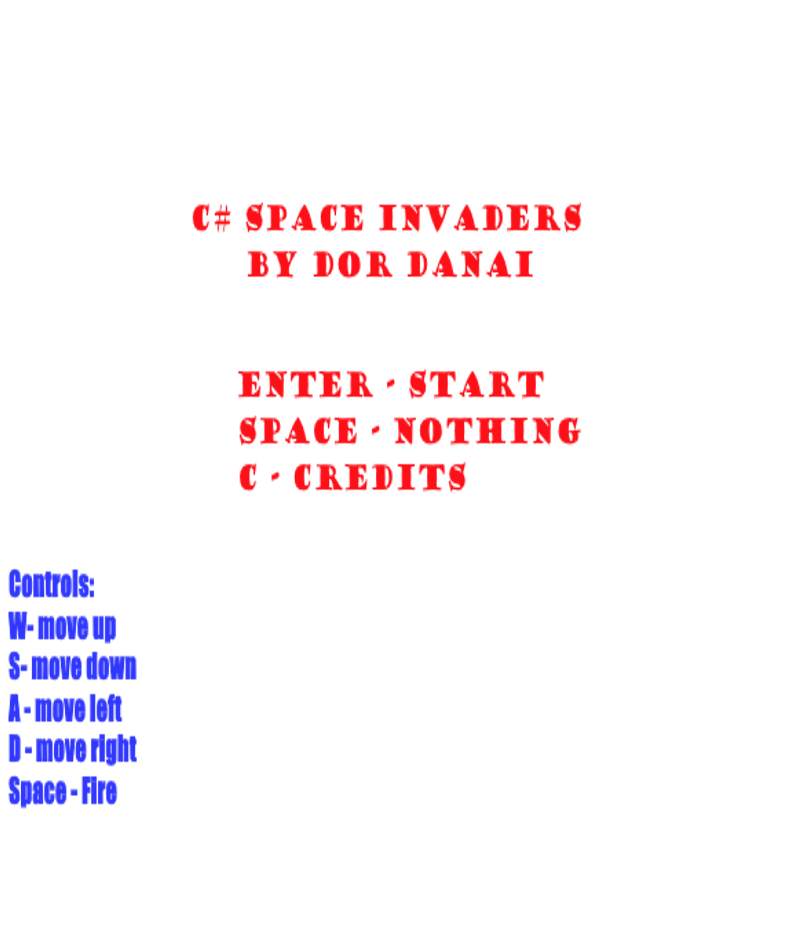 C# SPACE INVADERS
BY DOR DANAI
ENTER - START
SPACE - NOTHING
C - CREDITS
Controls:
W- move up
S- move down
A - move left
D - move right
Space - Fire